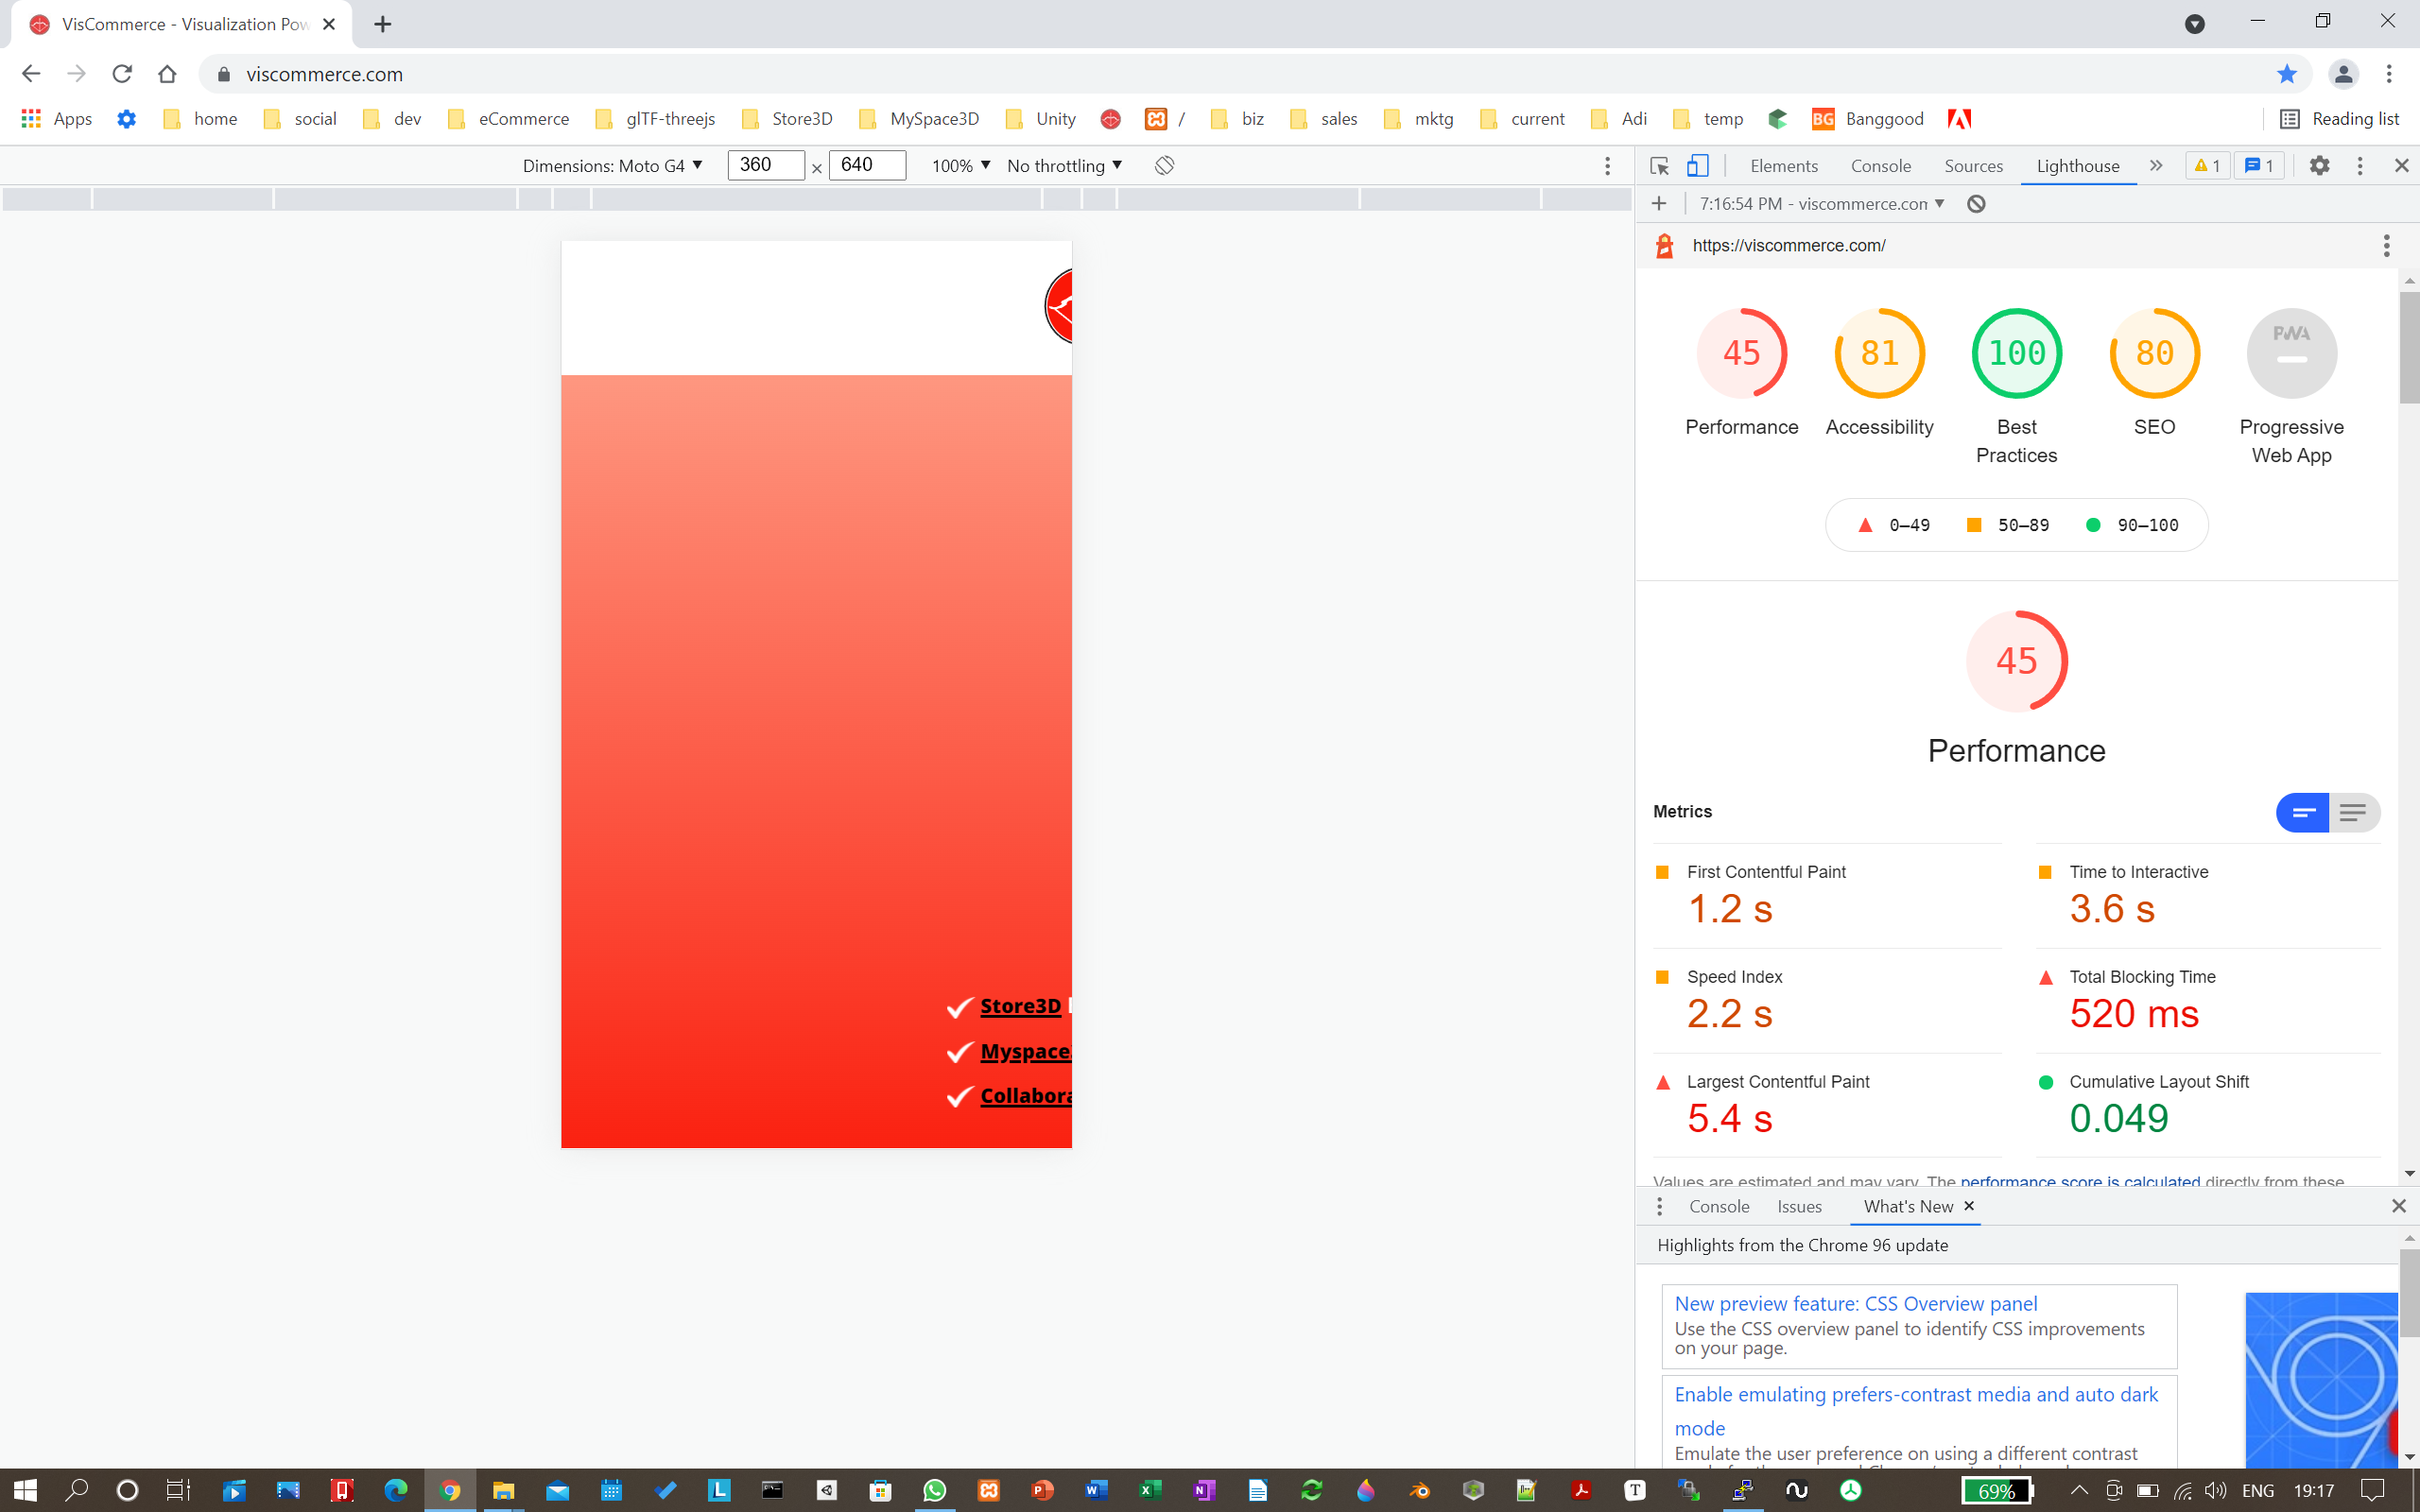 VisCommerce - Visualization Pow
viscommerce.com
Apps home social dev eCommerce glTF-threejs Store3D MySpace3D Unity / biz sales mktg current Adi temp BG Banggood Reading list
Dimensions: Moto G4 360 × 640 100% No throttling
Elements Console Sources Lighthouse » 1 1
7:16:54 PM - viscommerce.con
https://viscommerce.com/
45 81 100 80 PWA
Performance Accessibility Best Practices SEO Progressive Web App
0–49 50–89 90–100
45
Performance
Metrics
First Contentful Paint
1.2 s
Time to Interactive
3.6 s
Speed Index
2.2 s
Total Blocking Time
520 ms
Largest Contentful Paint
5.4 s
Cumulative Layout Shift
0.049
Values are estimated and may vary. The performance score is calculated directly from these
Store3D
Myspace
Collabora
Console Issues What's New ×
Highlights from the Chrome 96 update
New preview feature: CSS Overview panel
Use the CSS overview panel to identify CSS improvements
on your page.
Enable emulating prefers-contrast media and auto dark
mode
Emulate the user preference on using a different contrast
69% ENG 19:17